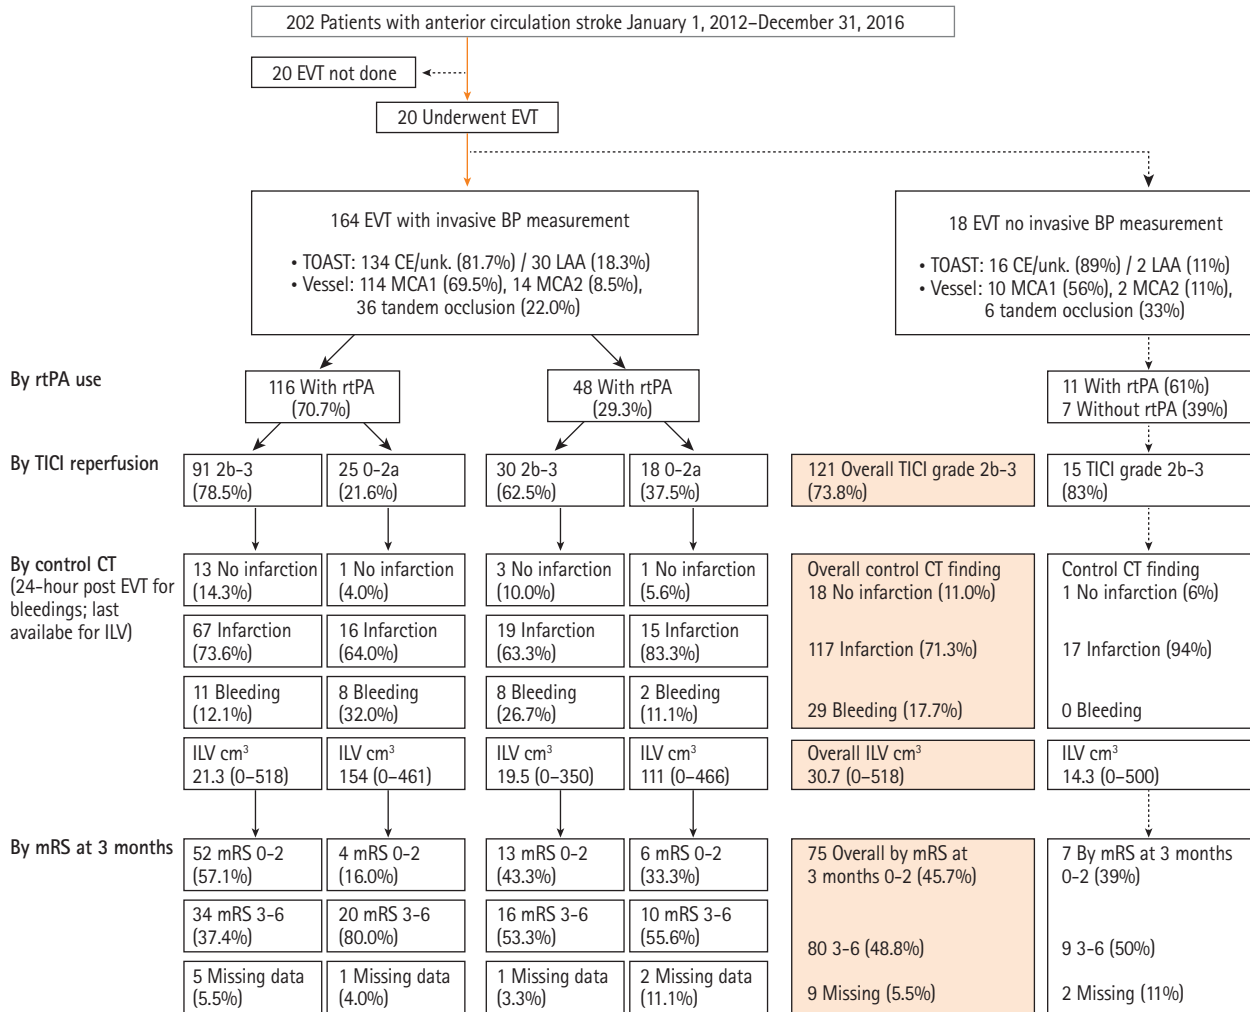 202 Patients with anterior circulation stroke January 1, 2012–December 31, 2016
20 EVT not done
20 Underwent EVT
164 EVT with invasive BP measurement
• TOAST: 134 CE/unk. (81.7%) / 30 LAA (18.3%)
• Vessel: 114 MCA1 (69.5%), 14 MCA2 (8.5%),
36 tandem occlusion (22.0%)
18 EVT no invasive BP measurement
• TOAST: 16 CE/unk. (89%) / 2 LAA (11%)
• Vessel: 10 MCA1 (56%), 2 MCA2 (11%),
6 tandem occlusion (33%)
By rtPA use
116 With rtPA
(70.7%)
48 With rtPA
(29.3%)
11 With rtPA (61%)
7 Without rtPA (39%)
By TICI reperfusion
91 2b-3
(78.5%)
25 0-2a
(21.6%)
30 2b-3
(62.5%)
18 0-2a
(37.5%)
121 Overall TICI grade 2b-3
(73.8%)
15 TICI grade 2b-3
(83%)
By control CT
(24-hour post EVT for
bleedings; last
availabe for ILV)
13 No infarction
(14.3%)
1 No infarction
(4.0%)
3 No infarction
(10.0%)
1 No infarction
(5.6%)
Overall control CT finding
18 No infarction (11.0%)
Control CT finding
1 No infarction (6%)
67 Infarction
(73.6%)
16 Infarction
(64.0%)
19 Infarction
(63.3%)
15 Infarction
(83.3%)
117 Infarction (71.3%)
17 Infarction (94%)
11 Bleeding
(12.1%)
8 Bleeding
(32.0%)
8 Bleeding
(26.7%)
2 Bleeding
(11.1%)
29 Bleeding (17.7%)
0 Bleeding
ILV cm³
21.3 (0–518)
ILV cm³
154 (0–461)
ILV cm³
19.5 (0–350)
ILV cm³
111 (0–466)
Overall ILV cm³
30.7 (0–518)
ILV cm³
14.3 (0–500)
By mRS at 3 months
52 mRS 0-2
(57.1%)
4 mRS 0-2
(16.0%)
13 mRS 0-2
(43.3%)
6 mRS 0-2
(33.3%)
75 Overall by mRS at
3 months 0-2 (45.7%)
7 By mRS at 3 months
0-2 (39%)
34 mRS 3-6
(37.4%)
20 mRS 3-6
(80.0%)
16 mRS 3-6
(53.3%)
10 mRS 3-6
(55.6%)
80 3-6 (48.8%)
9 3-6 (50%)
5 Missing data
(5.5%)
1 Missing data
(4.0%)
1 Missing data
(3.3%)
2 Missing data
(11.1%)
9 Missing (5.5%)
2 Missing (11%)